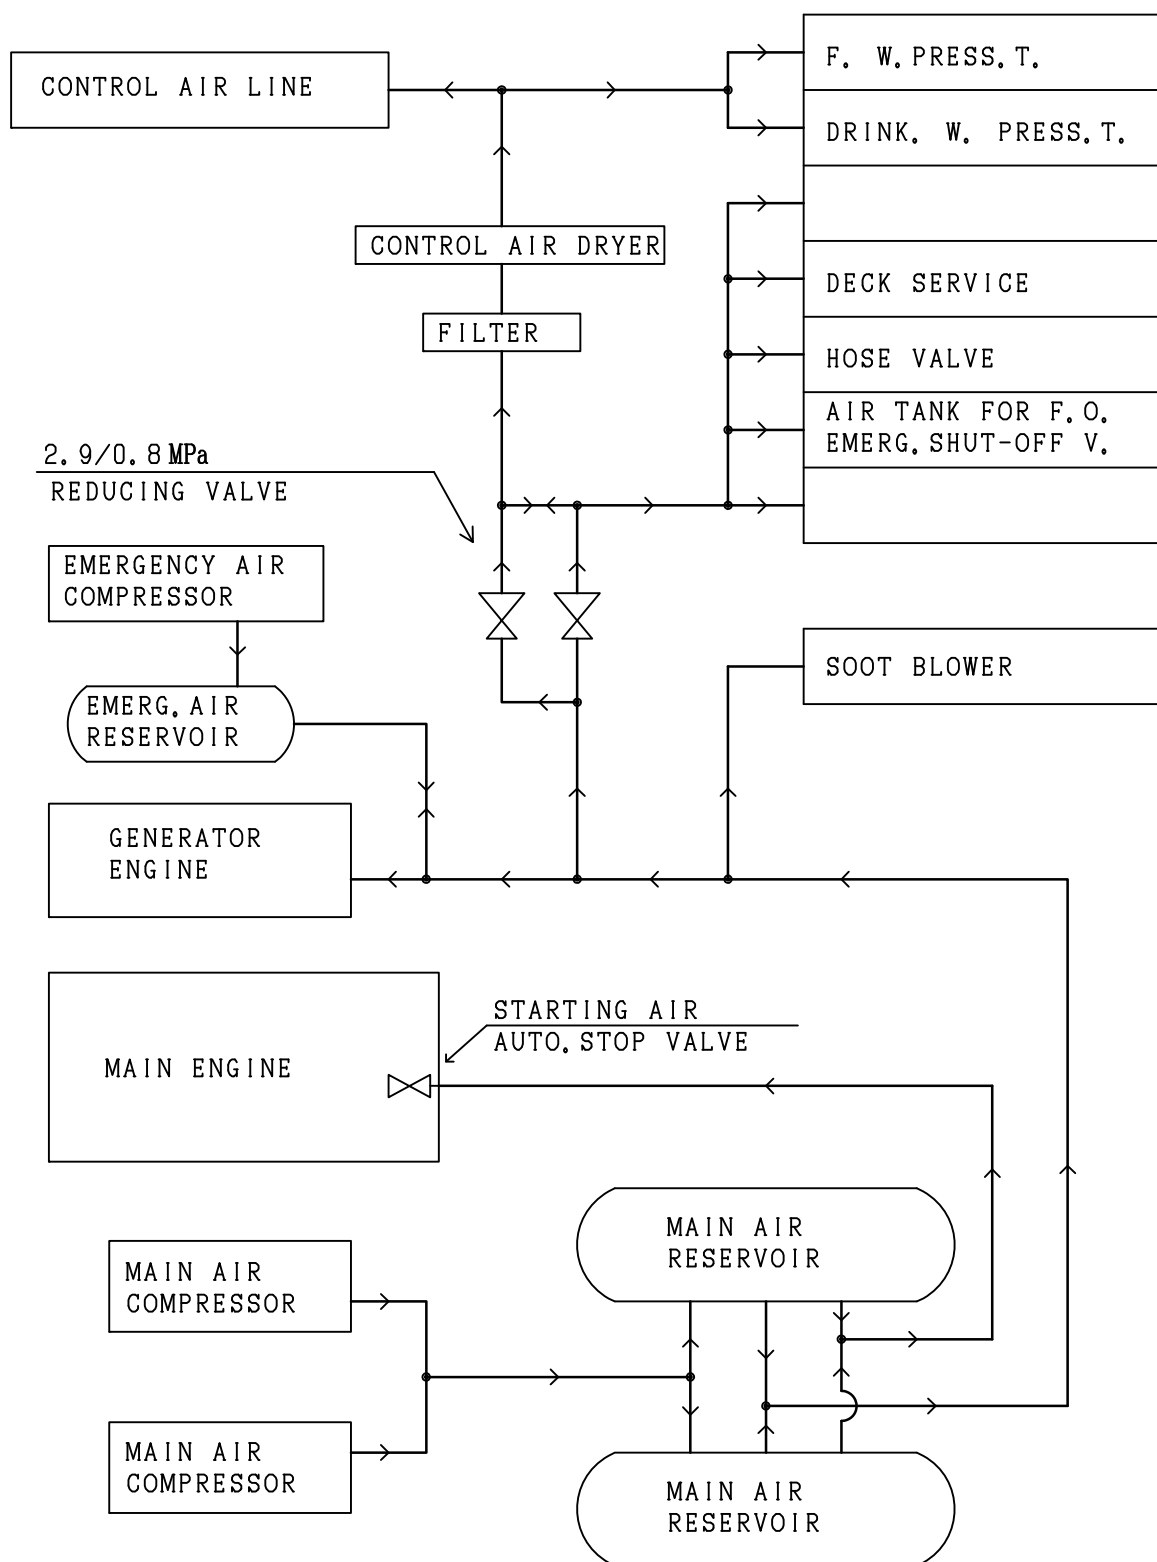 F. W. PRESS. T.
CONTROL AIR LINE
DRINK. W. PRESS. T.
CONTROL AIR DRYER
DECK SERVICE
FILTER
HOSE VALVE
AIR TANK FOR F. O.
EMERG. SHUT-OFF V.
2. 9/0. 8 MPa
REDUCING VALVE
EMERGENCY AIR
COMPRESSOR
SOOT BLOWER
EMERG. AIR
RESERVOIR
GENERATOR
ENGINE
STARTING AIR
AUTO. STOP VALVE
MAIN ENGINE
MAIN AIR
RESERVOIR
MAIN AIR
COMPRESSOR
MAIN AIR
COMPRESSOR
MAIN AIR
RESERVOIR